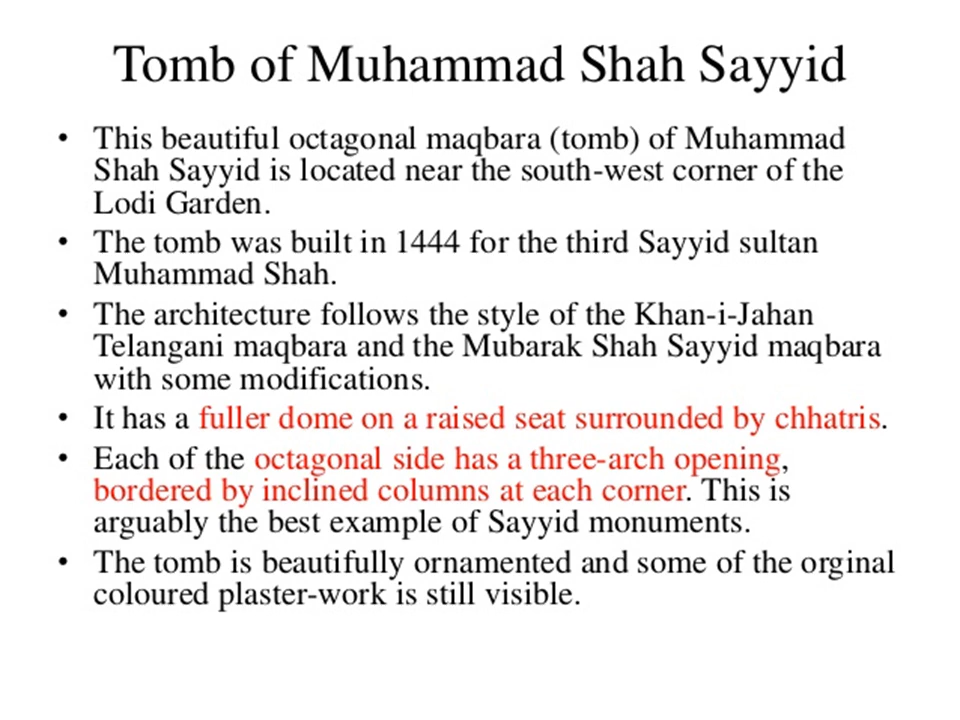 Tomb of Muhammad Shah Sayyid
• This beautiful octagonal maqbara (tomb) of Muhammad
Shah Sayyid is located near the south-west corner of the
Lodi Garden.
• The tomb was built in 1444 for the third Sayyid sultan
Muhammad Shah.
• The architecture follows the style of the Khan-i-Jahan
Telangani maqbara and the Mubarak Shah Sayyid maqbara
with some modifications.
• It has a fuller dome on a raised seat surrounded by chhatris.
• Each of the octagonal side has a three-arch opening,
bordered by inclined columns at each corner. This is
arguably the best example of Sayyid monuments.
• The tomb is beautifully ornamented and some of the orginal
coloured plaster-work is still visible.